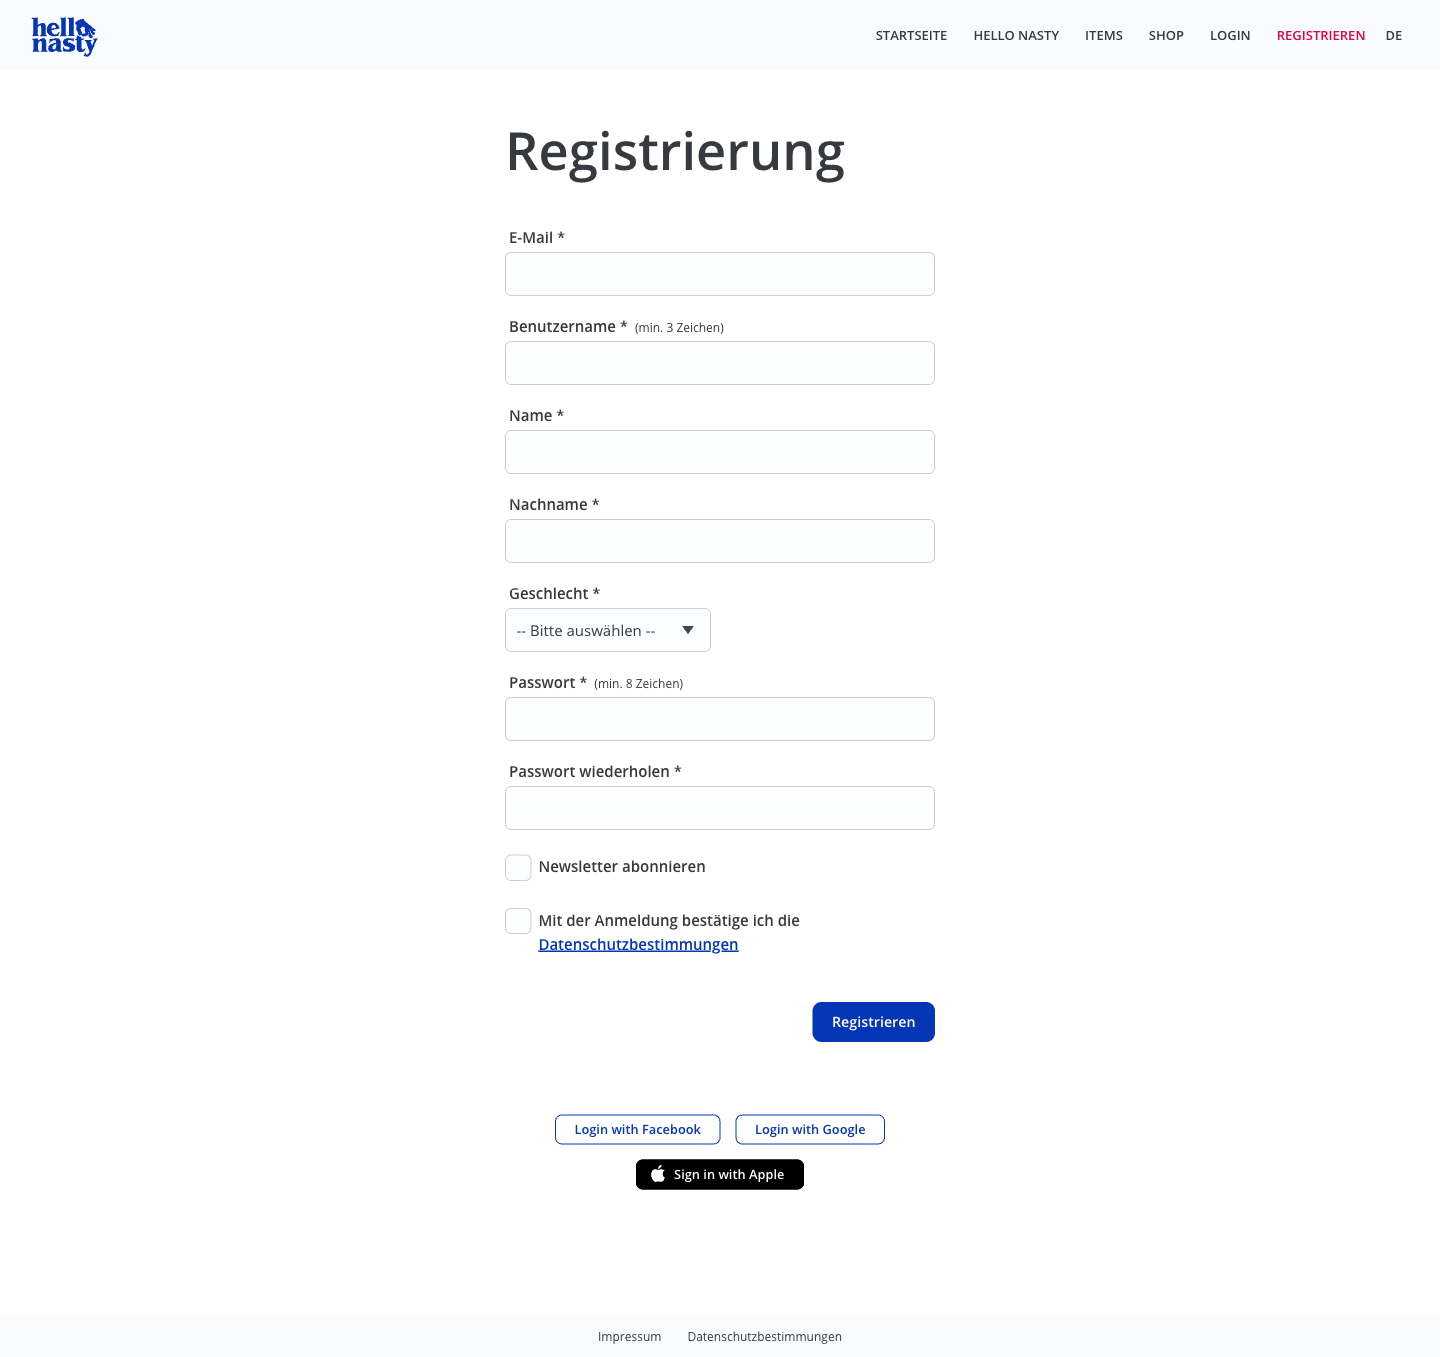 hello
nasty
STARTSEITE HELLO NASTY ITEMS SHOP LOGIN REGISTRIEREN DE
Registrierung
E-Mail *
Benutzername * (min. 3 Zeichen)
Name *
Nachname *
Geschlecht *
-- Bitte auswählen --
Passwort * (min. 8 Zeichen)
Passwort wiederholen *
Newsletter abonnieren
Mit der Anmeldung bestätige ich die
Datenschutzbestimmungen
Registrieren
Login with Facebook Login with Google
Sign in with Apple
Impressum Datenschutzbestimmungen